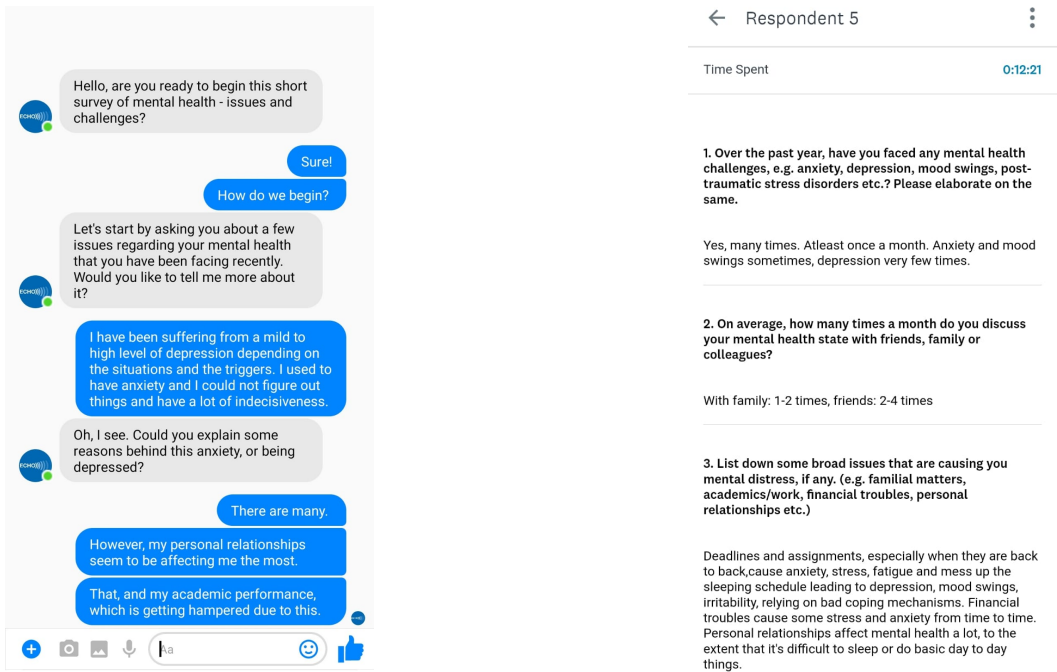 Hello, are you ready to begin this short
survey of mental health - issues and
challenges?
ECHO)))
Sure!
How do we begin?
Let's start by asking you about a few
issues regarding your mental health
that you have been facing recently.
Would you like to tell me more about
it?
ECHO)))
I have been suffering from a mild to
high level of depression depending on
the situations and the triggers. I used to
have anxiety and I could not figure out
things and have a lot of indecisiveness.
Oh, I see. Could you explain some
reasons behind this anxiety, or being
depressed?
ECHO)))
There are many.
However, my personal relationships
seem to be affecting me the most.
That, and my academic performance,
which is getting hampered due to this.
Aa
Respondent 5
Time Spent 0:12:21
1. Over the past year, have you faced any mental health
challenges, e.g. anxiety, depression, mood swings, post-
traumatic stress disorders etc.? Please elaborate on the
same.
Yes, many times. Atleast once a month. Anxiety and mood
swings sometimes, depression very few times.
2. On average, how many times a month do you discuss
your mental health state with friends, family or
colleagues?
With family: 1-2 times, friends: 2-4 times
3. List down some broad issues that are causing you
mental distress, if any. (e.g. familial matters,
academics/work, financial troubles, personal
relationships etc.)
Deadlines and assignments, especially when they are back
to back,cause anxiety, stress, fatigue and mess up the
sleeping schedule leading to depression, mood swings,
irritability, relying on bad coping mechanisms. Financial
troubles cause some stress and anxiety from time to time.
Personal relationships affect mental health a lot, to the
extent that it's difficult to sleep or do basic day to day
things.